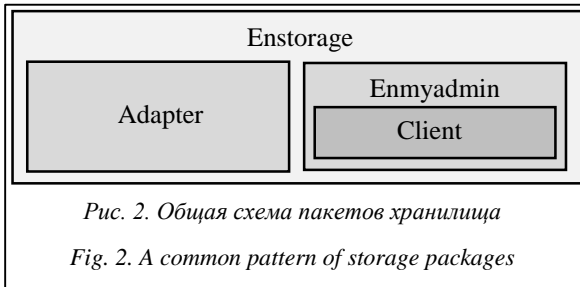 Enstorage
Adapter
Enmyadmin
Client
Рис. 2. Общая схема пакетов хранилища
Fig. 2. A common pattern of storage packages